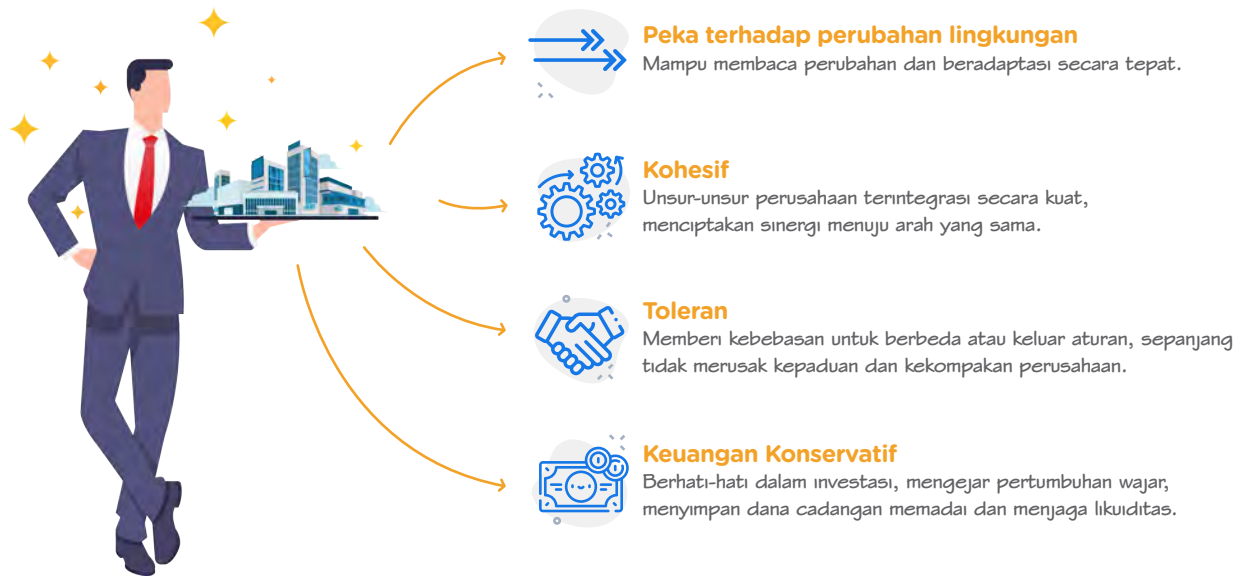 Peka terhadap perubahan lingkungan
Mampu membaca perubahan dan beradaptasi secara tepat.
Kohesif
Unsur-unsur perusahaan terintegrasi secara kuat,
menciptakan sinergi menuju arah yang sama.
Toleran
Memberi kebebasan untuk berbeda atau keluar aturan, sepanjang
tidak merusak kepaduan dan kekompakan perusahaan.
Keuangan Konservatif
Berhati-hati dalam investasi, mengejar pertumbuhan wajar,
menyimpan dana cadangan memadai dan menjaga likuiditas.